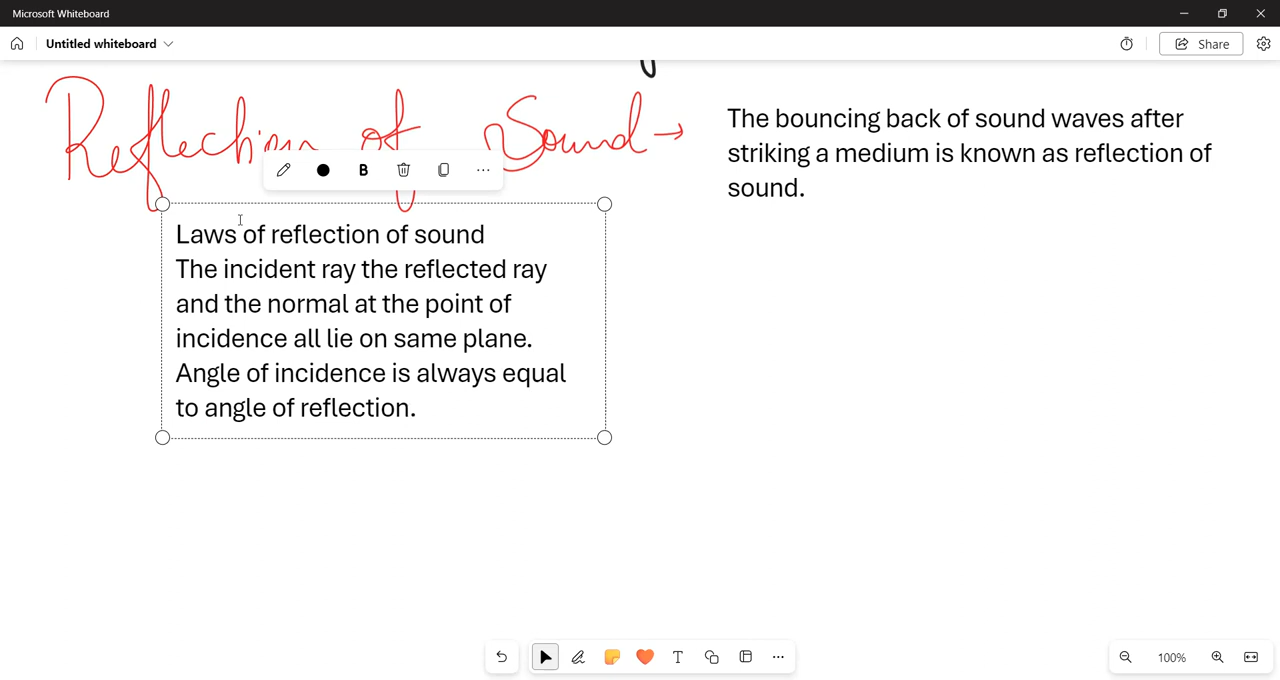 Microsoft Whiteboard
Untitled whiteboard
Share
Reflection of Sound →
The bouncing back of sound waves after
striking a medium is known as reflection of
sound.
B
Laws of reflection of sound
The incident ray the reflected ray
and the normal at the point of
incidence all lie on same plane.
Angle of incidence is always equal
to angle of reflection.
100%